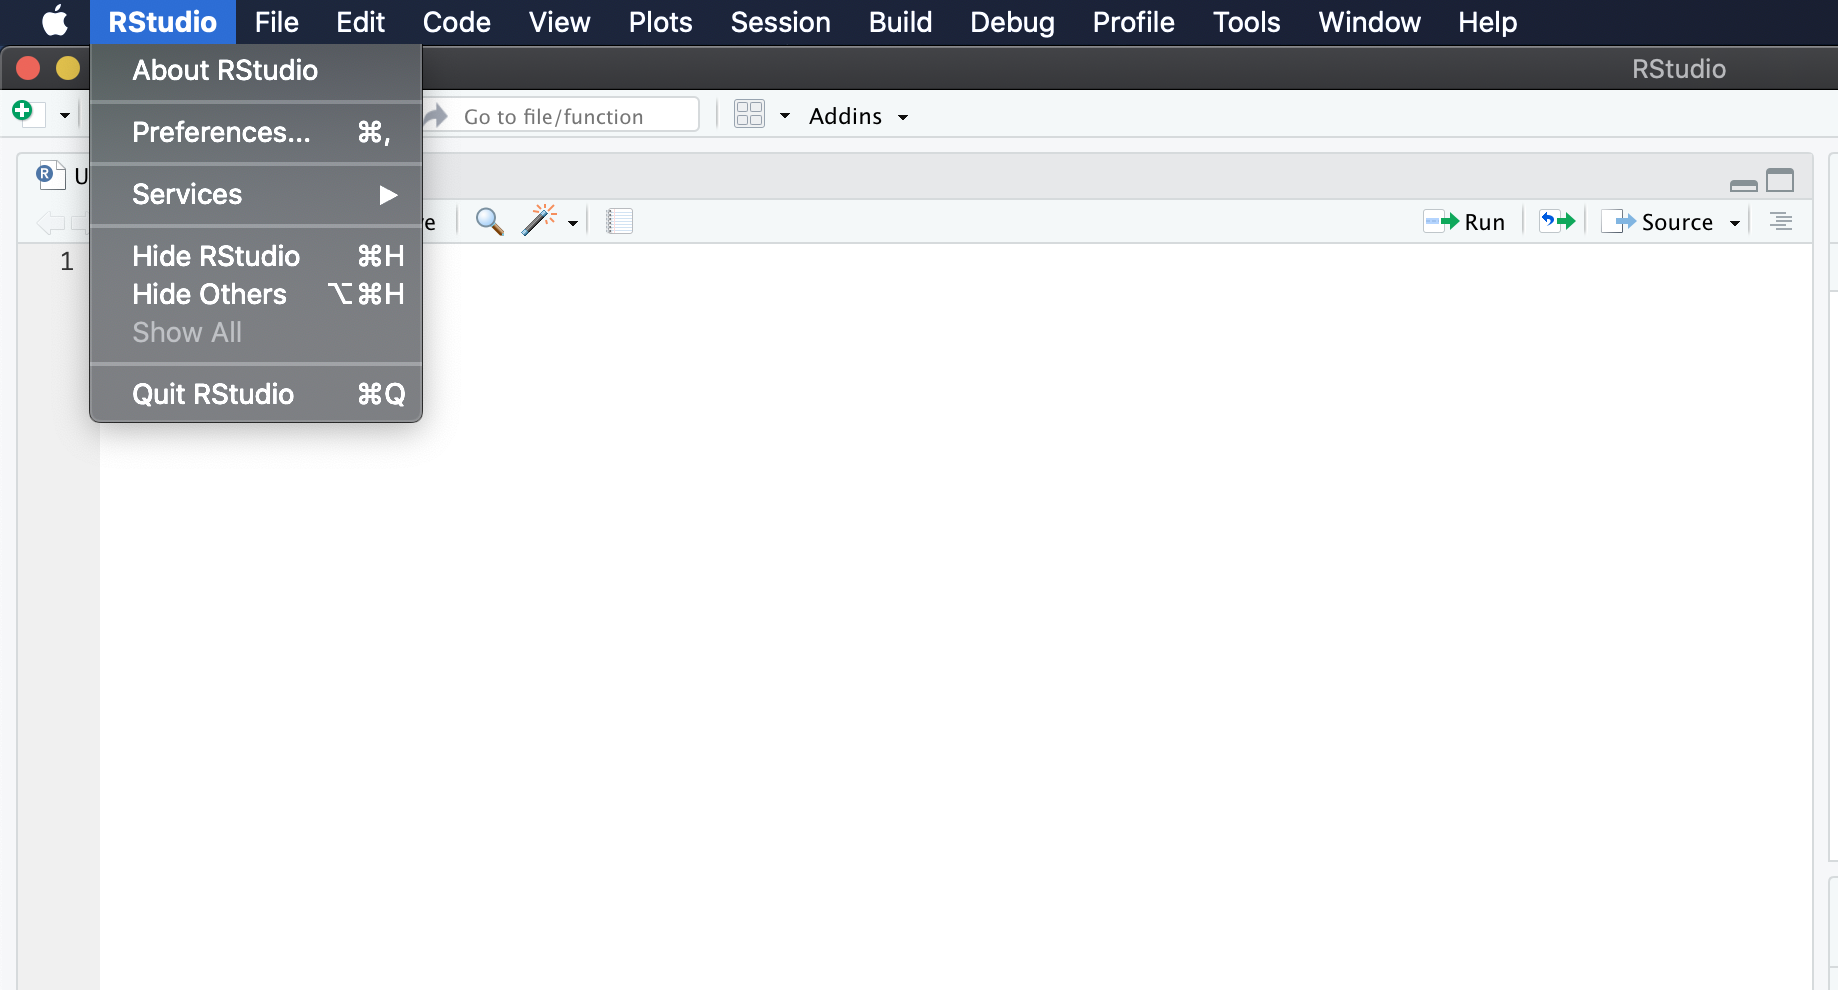 RStudio File Edit Code View Plots Session Build Debug Profile Tools Window Help
RStudio
About RStudio
Preferences... ⌘,
Services ▶
Hide RStudio ⌘H
Hide Others ⌥⌘H
Show All
Quit RStudio ⌘Q
Go to file/function
Addins
R U
e
Run
Source
1